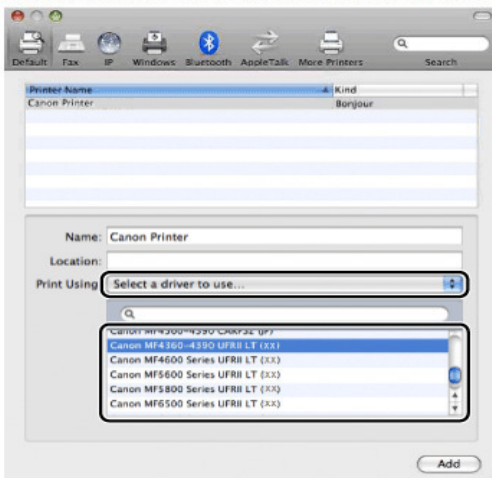 Default Fax IP Windows Bluetooth AppleTalk More Printers Search
Printer Name Kind
Canon Printer Bonjour
Name: Canon Printer
Location:
Print Using Select a driver to use...
Canon MF4360-4390 UFRII LT (XX)
Canon MF4600 Series UFRII LT (XX)
Canon MF5600 Series UFRII LT (XX)
Canon MF5800 Series UFRII LT (XX)
Canon MF6500 Series UFRII LT (XX)
Add